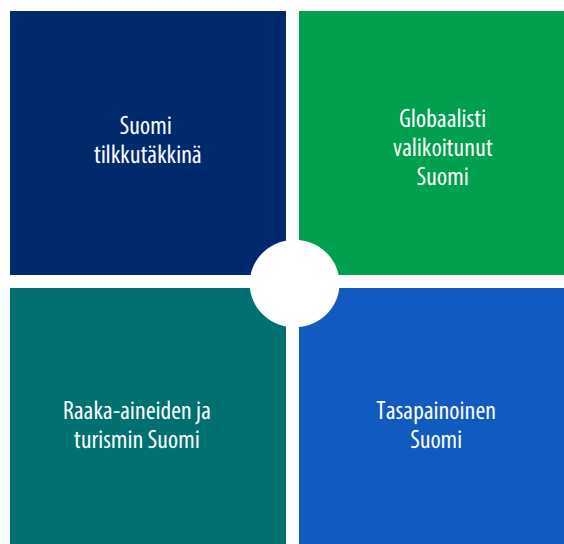 Suomi
tilkkutäkkinä
Globaalisti
valikoitunut
Suomi
Raaka-aineiden ja
turismin Suomi
Tasapainoinen
Suomi